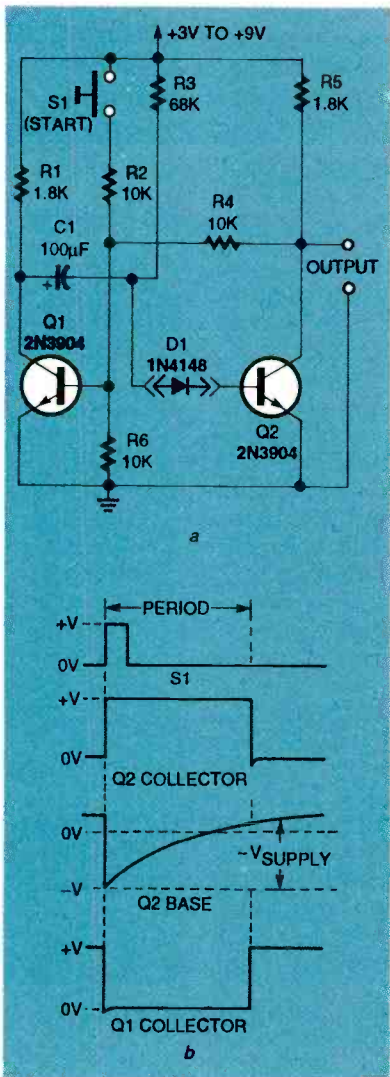 +3V TO +9V
S1
(START)
R3
68K
R5
1.8K
R1
1.8K
R2
10K
R4
10K
C1
100µF
+
OUTPUT
Q1
2N3904
D1
1N4148
Q2
2N3904
R6
10K
a
PERIOD
+V
0V
S1
+V
0V
Q2 COLLECTOR
0V
~VSUPPLY
-V
Q2 BASE
+V
0V
Q1 COLLECTOR
b